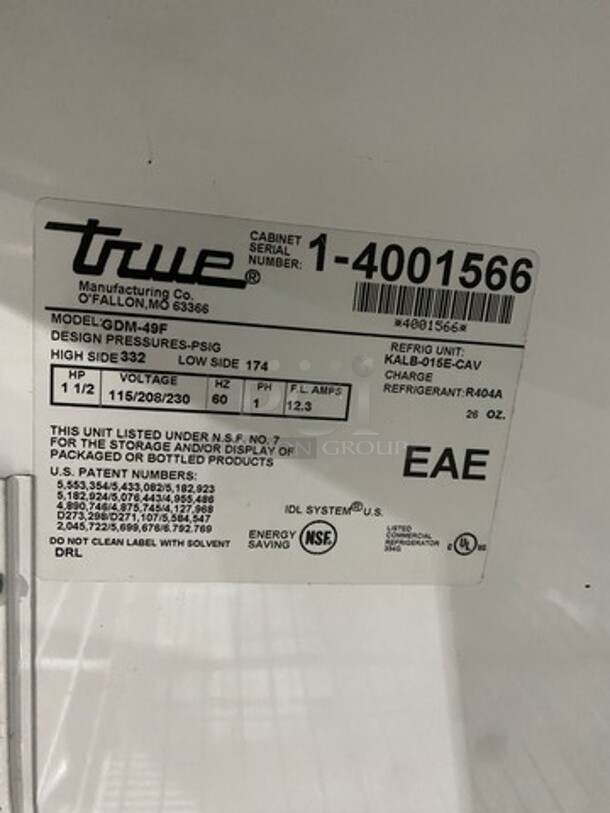 true®
Manufacturing Co.
O'FALLON, MO 63366
CABINET
SERIAL
NUMBER: 1-4001566
*4001566*
MODEL: GDM-49F
DESIGN PRESSURES-PSIG
HIGH SIDE 332 LOW SIDE 174
REFRIG UNIT:
KALB-015E-CAV
CHARGE
REFRIGERANT: R404A
26 OZ.
HP VOLTAGE HZ PH F.L. AMPS
1 1/2 115/208/230 60 1 12.3
THIS UNIT LISTED UNDER N.S.F. NO. 7
FOR THE STORAGE AND/OR DISPLAY OF
PACKAGED OR BOTTLED PRODUCTS
GROUP
EAE
U.S. PATENT NUMBERS:
5,553,354/5,433,082/5,182,923
5,182,924/5,076,443/4,955,486
4,890,746/4,875,745/4,127,968
D273,298/D271,107/5,584,547
2,045,722/5,699,676/6.792.769
DO NOT CLEAN LABEL WITH SOLVENT
DRL
IDL SYSTEM® U.S.
ENERGY
SAVING
NSF
LISTED
COMMERCIAL
REFRIGERATOR
C UL US